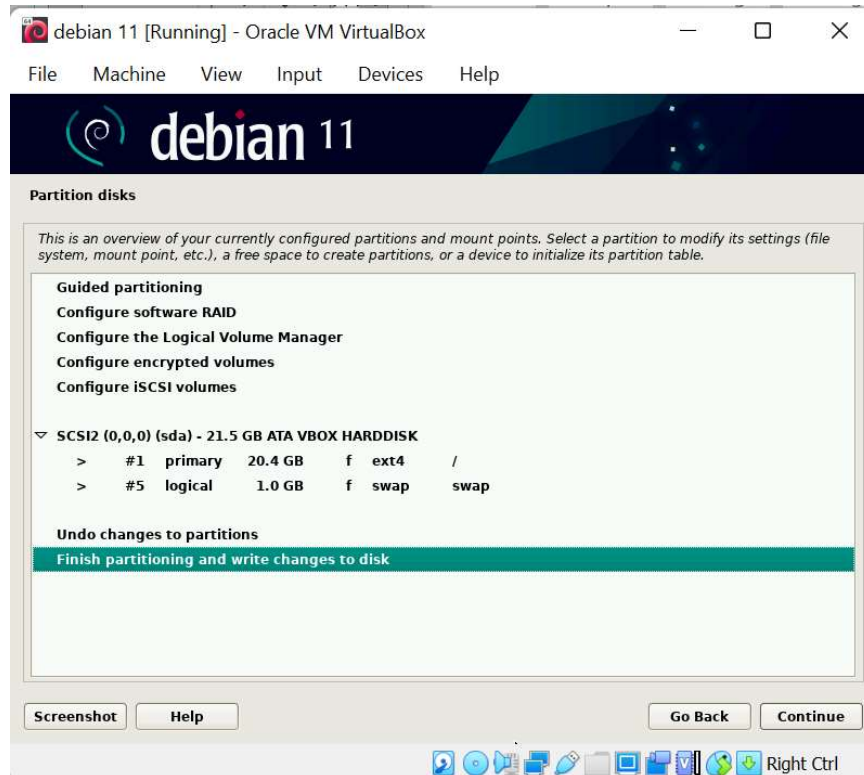 debian 11 [Running] - Oracle VM VirtualBox
File Machine View Input Devices Help
debian 11
Partition disks
This is an overview of your currently configured partitions and mount points. Select a partition to modify its settings (file
system, mount point, etc.), a free space to create partitions, or a device to initialize its partition table.
Guided partitioning
Configure software RAID
Configure the Logical Volume Manager
Configure encrypted volumes
Configure iSCSI volumes
SCSI2 (0,0,0) (sda) - 21.5 GB ATA VBOX HARDDISK
> #1 primary 20.4 GB f ext4 /
> #5 logical 1.0 GB f swap swap
Undo changes to partitions
Finish partitioning and write changes to disk
Screenshot Help Go Back Continue
Right Ctrl